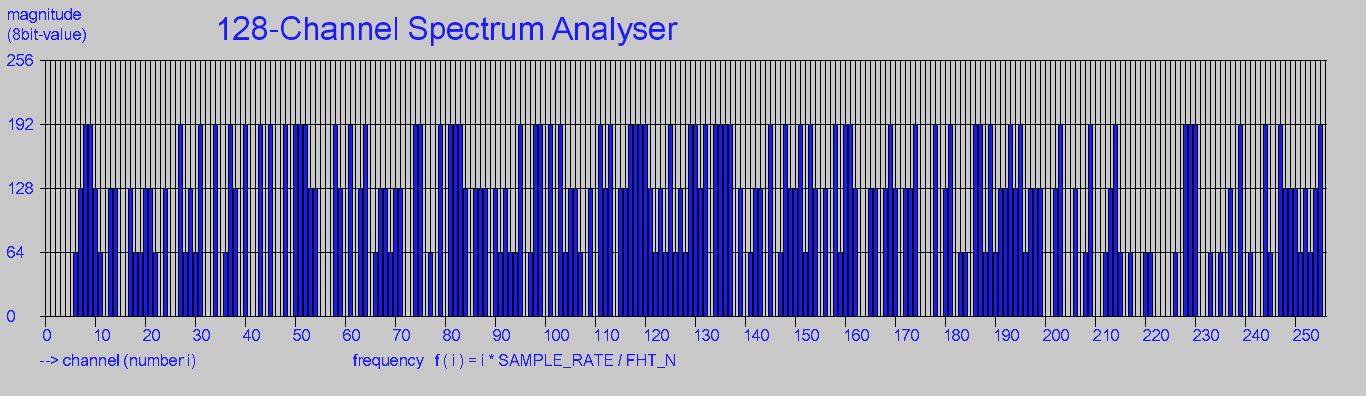 magnitude
(8bit-value)
128-Channel Spectrum Analyser
256
192
128
64
0
0 10 20 30 40 50 60 70 80 90 100 110 120 130 140 150 160 170 180 190 200 210 220 230 240 250
--> channel (number i) frequency f ( i ) = i * SAMPLE_RATE / FHT_N